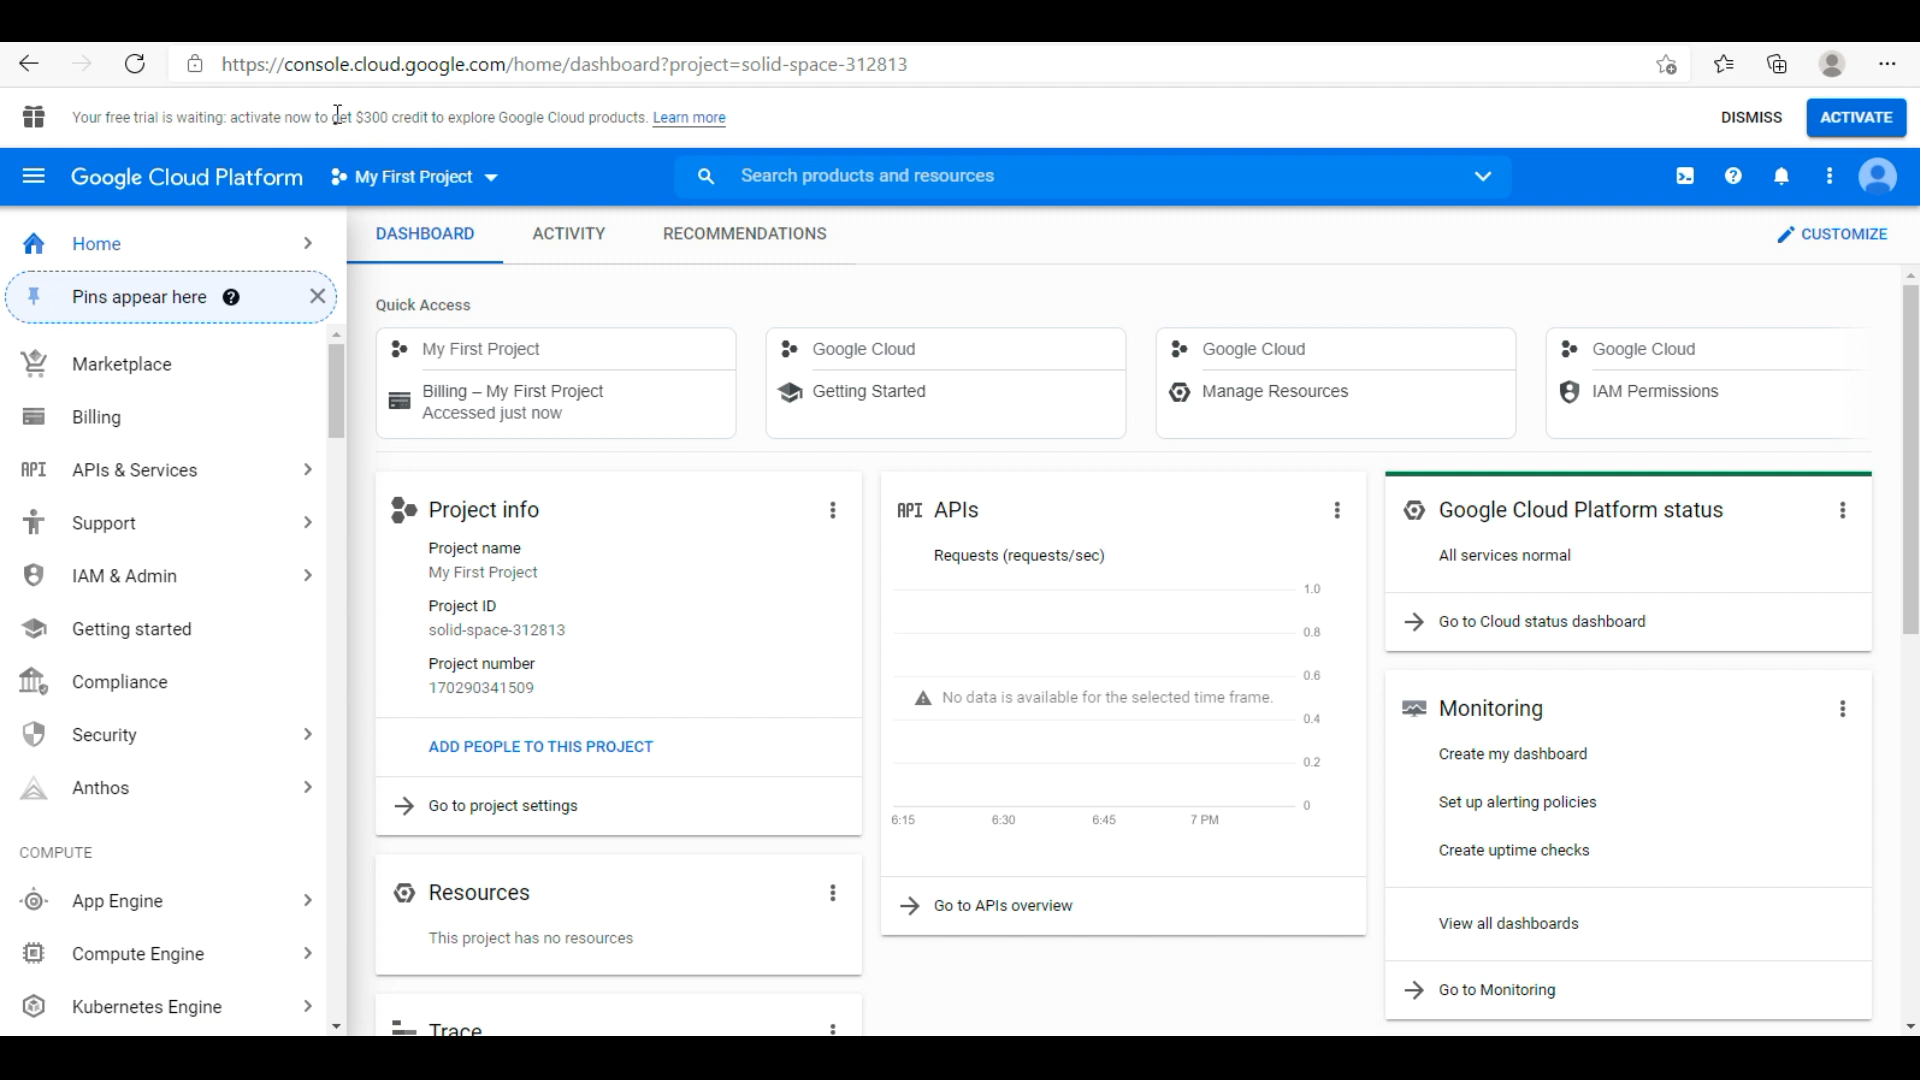 https://console.cloud.google.com/home/dashboard?project=solid-space-312813
Your free trial is waiting: activate now to get $300 credit to explore Google Cloud products. Learn more
DISMISS
ACTIVATE
Google Cloud Platform
My First Project
Search products and resources
Home
Pins appear here
Marketplace
Billing
API APIs & Services
Support
IAM & Admin
Getting started
Compliance
Security
Anthos
COMPUTE
App Engine
Compute Engine
Kubernetes Engine
DASHBOARD
ACTIVITY
RECOMMENDATIONS
CUSTOMIZE
Quick Access
My First Project
Billing – My First Project
Accessed just now
Google Cloud
Getting Started
Google Cloud
Manage Resources
Google Cloud
IAM Permissions
Project info
Project name
My First Project
Project ID
solid-space-312813
Project number
170290341509
ADD PEOPLE TO THIS PROJECT
Go to project settings
Resources
This project has no resources
Trace
API APIs
Requests (requests/sec)
1.0
0.8
0.6
No data is available for the selected time frame.
0.4
0.2
0
6:15
6:30
6:45
7 PM
Go to APIs overview
Google Cloud Platform status
All services normal
Go to Cloud status dashboard
Monitoring
Create my dashboard
Set up alerting policies
Create uptime checks
View all dashboards
Go to Monitoring